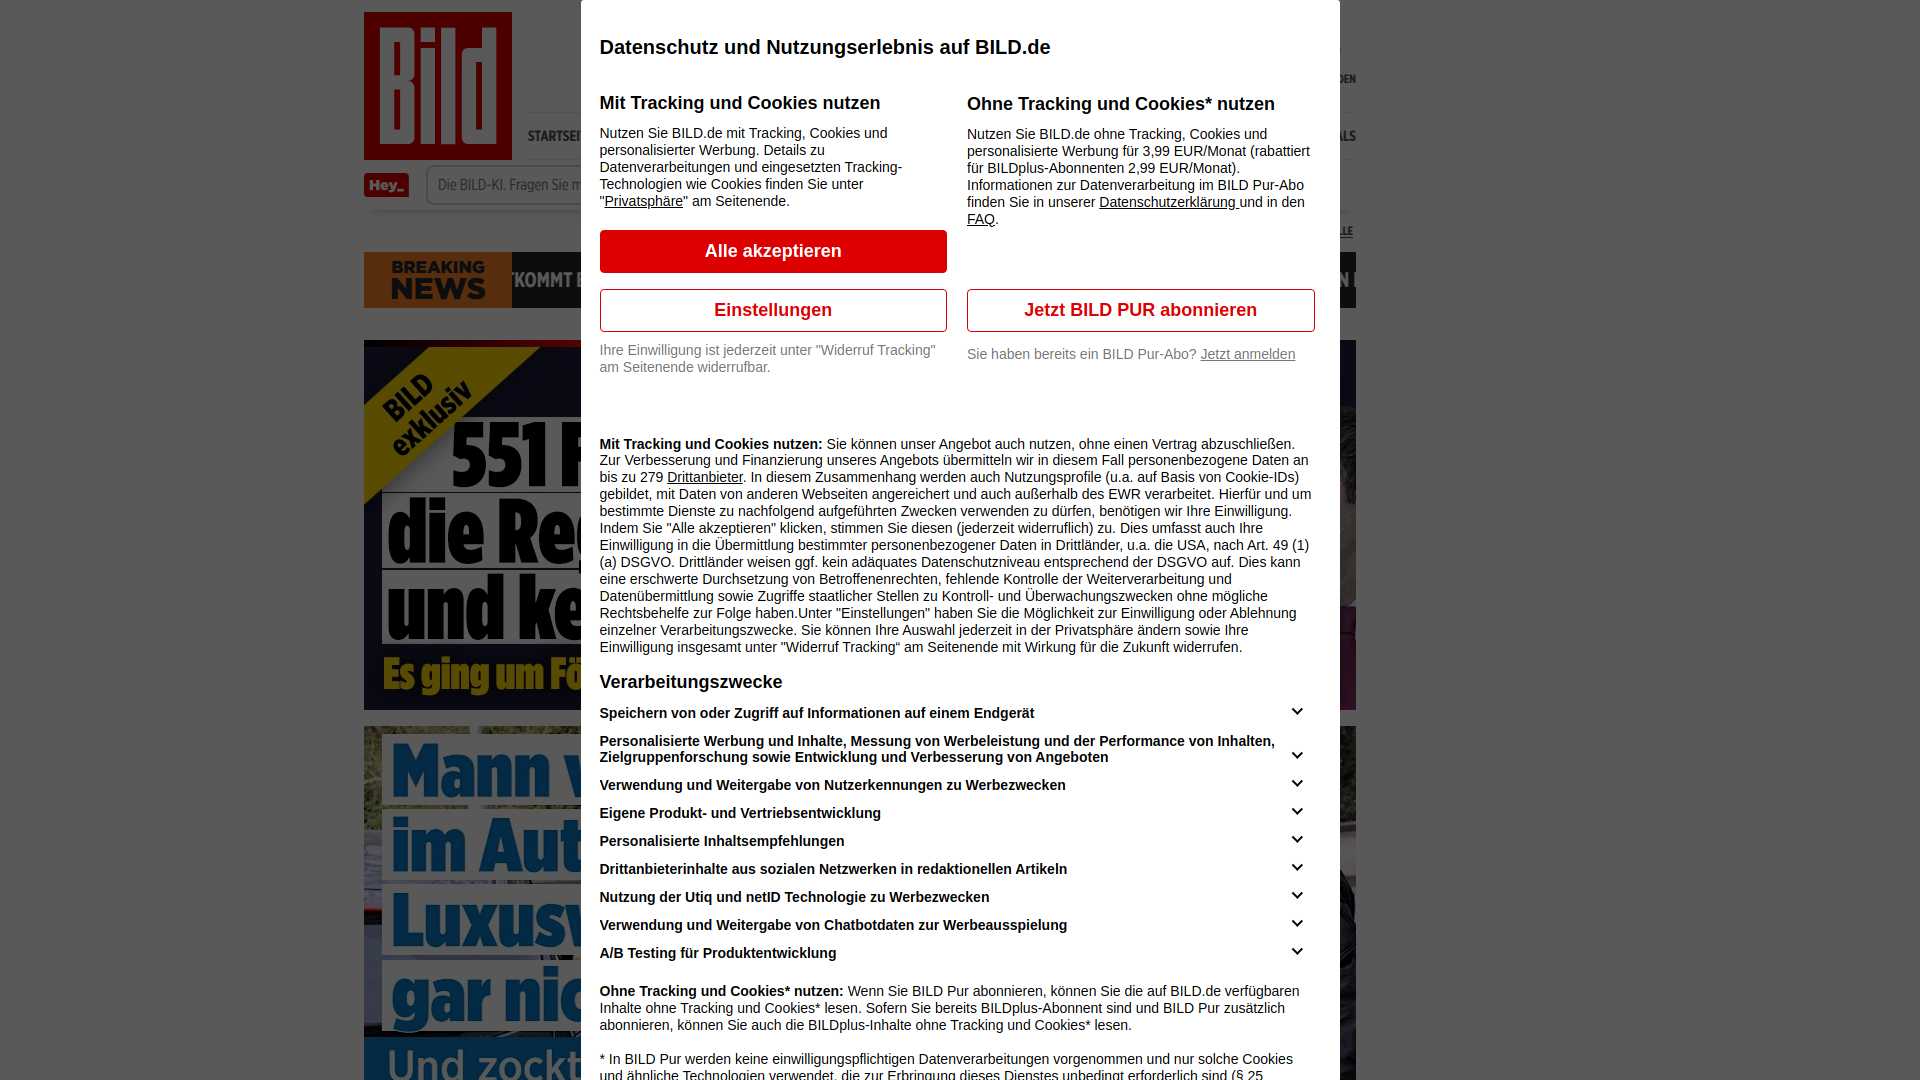 Bild
STARTSEI
Hey_
Die BILD-KI. Fragen Sie m
BREAKING
NEWS
KOMMT
BILD
exklusiv
551
die Re
und ke
Es ging um Fö
Mann
im Aut
Luxus
gar nic
Und zockt
Datenschutz und Nutzungserlebnis auf BILD.de
Mit Tracking und Cookies nutzen
Nutzen Sie BILD.de mit Tracking, Cookies und
personalisierter Werbung. Details zu
Datenverarbeitungen und eingesetzten Tracking-
Technologien wie Cookies finden Sie unter
"Privatsphäre" am Seitenende.
Alle akzeptieren
Einstellungen
Ihre Einwilligung ist jederzeit unter "Widerruf Tracking"
am Seitenende widerrufbar.
Ohne Tracking und Cookies* nutzen
Nutzen Sie BILD.de ohne Tracking, Cookies und
personalisierte Werbung für 3,99 EUR/Monat (rabattiert
für BILDplus-Abonnenten 2,99 EUR/Monat).
Informationen zur Datenverarbeitung im BILD Pur-Abo
finden Sie in unserer Datenschutzerklärung und in den
FAQ.
Jetzt BILD PUR abonnieren
Sie haben bereits ein BILD Pur-Abo? Jetzt anmelden
Mit Tracking und Cookies nutzen: Sie können unser Angebot auch nutzen, ohne einen Vertrag abzuschließen.
Zur Verbesserung und Finanzierung unseres Angebots übermitteln wir in diesem Fall personenbezogene Daten an
bis zu 279 Drittanbieter. In diesem Zusammenhang werden auch Nutzungsprofile (u.a. auf Basis von Cookie-IDs)
gebildet, mit Daten von anderen Webseiten angereichert und auch außerhalb des EWR verarbeitet. Hierfür und um
bestimmte Dienste zu nachfolgend aufgeführten Zwecken verwenden zu dürfen, benötigen wir Ihre Einwilligung.
Indem Sie "Alle akzeptieren" klicken, stimmen Sie diesen (jederzeit widerruflich) zu. Dies umfasst auch Ihre
Einwilligung in die Übermittlung bestimmter personenbezogener Daten in Drittländer, u.a. die USA, nach Art. 49 (1)
(a) DSGVO. Drittländer weisen ggf. kein adäquates Datenschutzniveau entsprechend der DSGVO auf. Dies kann
eine erschwerte Durchsetzung von Betroffenenrechten, fehlende Kontrolle der Weiterverarbeitung und
Datenübermittlung sowie Zugriffe staatlicher Stellen zu Kontroll- und Überwachungszwecken ohne mögliche
Rechtsbehelfe zur Folge haben.Unter "Einstellungen" haben Sie die Möglichkeit zur Einwilligung oder Ablehnung
einzelner Verarbeitungszwecke. Sie können Ihre Auswahl jederzeit in der Privatsphäre ändern sowie Ihre
Einwilligung insgesamt unter "Widerruf Tracking“ am Seitenende mit Wirkung für die Zukunft widerrufen.
Verarbeitungszwecke
Speichern von oder Zugriff auf Informationen auf einem Endgerät
Personalisierte Werbung und Inhalte, Messung von Werbeleistung und der Performance von Inhalten,
Zielgruppenforschung sowie Entwicklung und Verbesserung von Angeboten
Verwendung und Weitergabe von Nutzerkennungen zu Werbezwecken
Eigene Produkt- und Vertriebsentwicklung
Personalisierte Inhaltsempfehlungen
Drittanbieterinhalte aus sozialen Netzwerken in redaktionellen Artikeln
Nutzung der Utiq und netID Technologie zu Werbezwecken
Verwendung und Weitergabe von Chatbotdaten zur Werbeausspielung
A/B Testing für Produktentwicklung
Ohne Tracking und Cookies* nutzen: Wenn Sie BILD Pur abonnieren, können Sie die auf BILD.de verfügbaren
Inhalte ohne Tracking und Cookies* lesen. Sofern Sie bereits BILDplus-Abonnent sind und BILD Pur zusätzlich
abonnieren, können Sie auch die BILDplus-Inhalte ohne Tracking und Cookies* lesen.
* In BILD Pur werden keine einwilligungspflichtigen Datenverarbeitungen vorgenommen und nur solche Cookies
und ähnliche Technologien verwendet, die zur Erbringung dieses Dienstes unbedingt erforderlich sind (§ 25